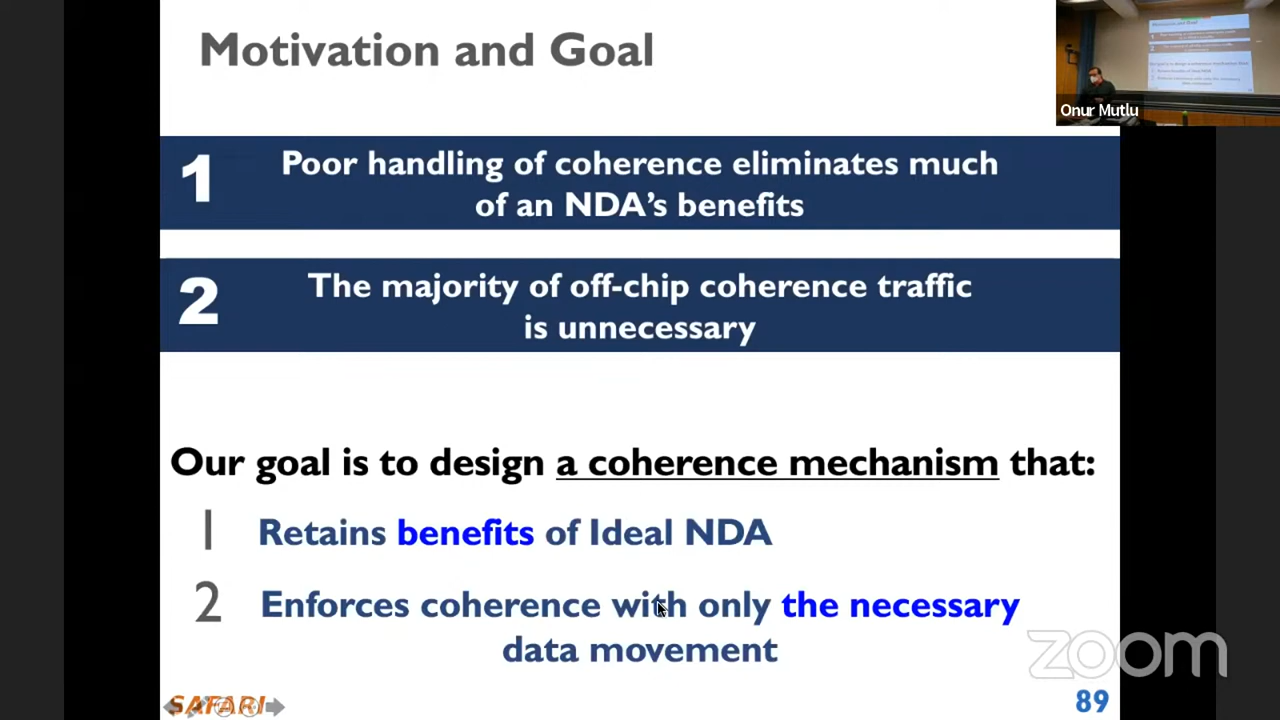 Motivation and Goal
Onur Mutlu
1 Poor handling of coherence eliminates much
of an NDA's benefits
2 The majority of off-chip coherence traffic
is unnecessary
Our goal is to design a coherence mechanism that:
1 Retains benefits of Ideal NDA
2 Enforces coherence with only the necessary
data movement
zoom
SAFARI
89